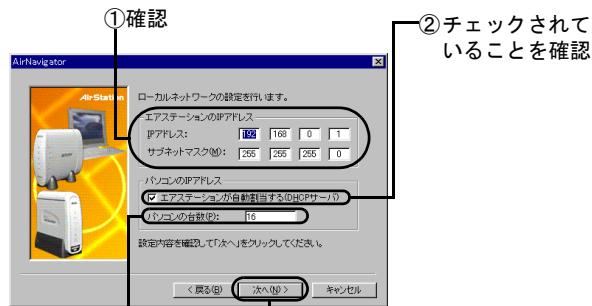 ①確認
②チェックされて
いることを確認
AirNavigator
AirStation
ローカルネットワークの設定を行います。
エアステーションのIPアドレス
IPアドレス: 192 168 0 1
サブネットマスク(M): 255 255 255 0
パソコンのIPアドレス
エアステーションが自動割当する(DHCPサーバ)
パソコンの台数(P): 16
設定内容を確認して「次へ」をクリックしてください。
< 戻る(B) 次へ(N) > キャンセル